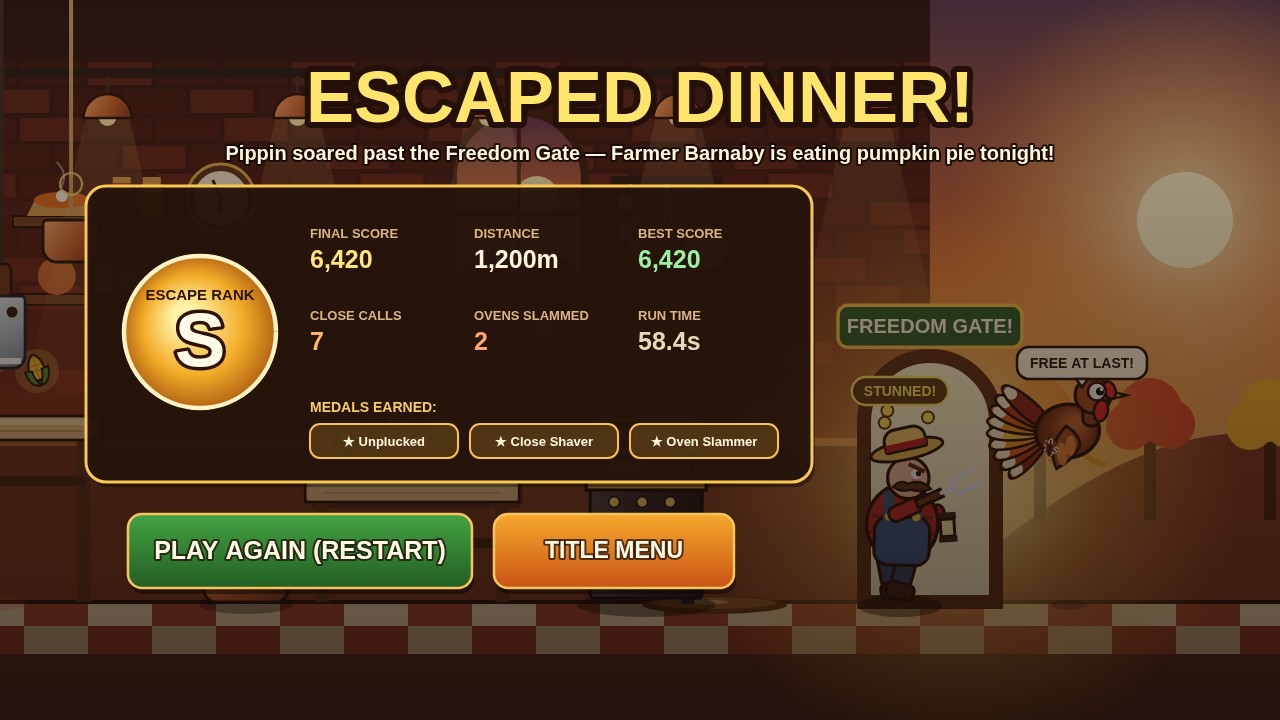 ESCAPED DINNER!
Pippin soared past the Freedom Gate — Farmer Barnaby is eating pumpkin pie tonight!
ESCAPE RANK
S
FINAL SCORE
6,420
DISTANCE
1,200m
BEST SCORE
6,420
CLOSE CALLS
7
OVENS SLAMMED
2
RUN TIME
58.4s
MEDALS EARNED:
★ Unplucked
★ Close Shaver
★ Oven Slammer
PLAY AGAIN (RESTART)
TITLE MENU
FREEDOM GATE!
FREE AT LAST!
STUNNED!